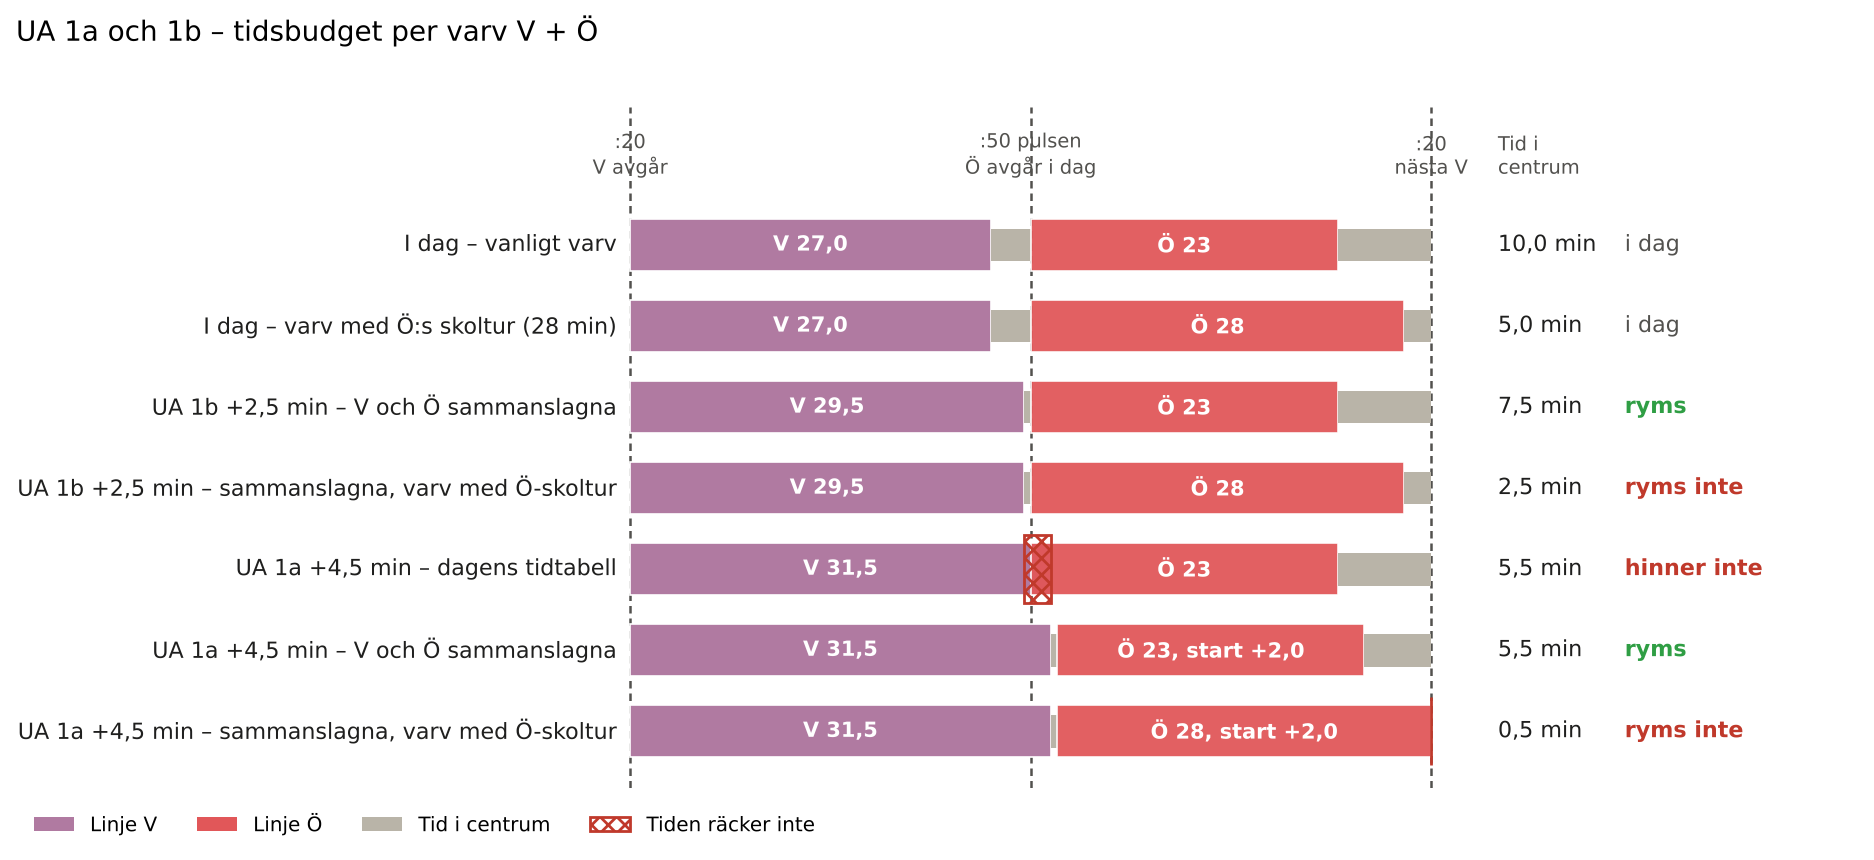 UA 1a och 1b – tidsbudget per varv V + Ö
:20
V avgår
:50 pulsen
Ö avgår i dag
:20
nästa V
Tid i
centrum
I dag – vanligt varv V 27,0 Ö 23 10,0 min i dag
I dag – varv med Ö:s skoltur (28 min) V 27,0 Ö 28 5,0 min i dag
UA 1b +2,5 min – V och Ö sammanslagna V 29,5 Ö 23 7,5 min ryms
UA 1b +2,5 min – sammanslagna, varv med Ö-skoltur V 29,5 Ö 28 2,5 min ryms inte
UA 1a +4,5 min – dagens tidtabell V 31,5 Ö 23 5,5 min hinner inte
UA 1a +4,5 min – V och Ö sammanslagna V 31,5 Ö 23, start +2,0 5,5 min ryms
UA 1a +4,5 min – sammanslagna, varv med Ö-skoltur V 31,5 Ö 28, start +2,0 0,5 min ryms inte
Linje V Linje Ö Tid i centrum Tiden räcker inte